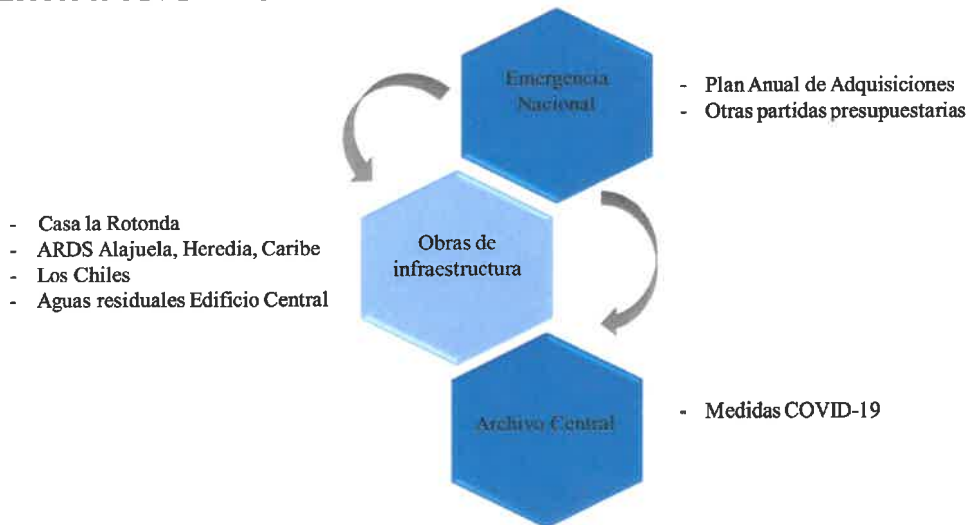 Emergencia
Nacional
- Plan Anual de Adquisiciones
- Otras partidas presupuestarias
- Casa la Rotonda
- ARDS Alajuela, Heredia, Caribe
- Los Chiles
- Aguas residuales Edificio Central
Obras de
infraestructura
Archivo Central
- Medidas COVID-19